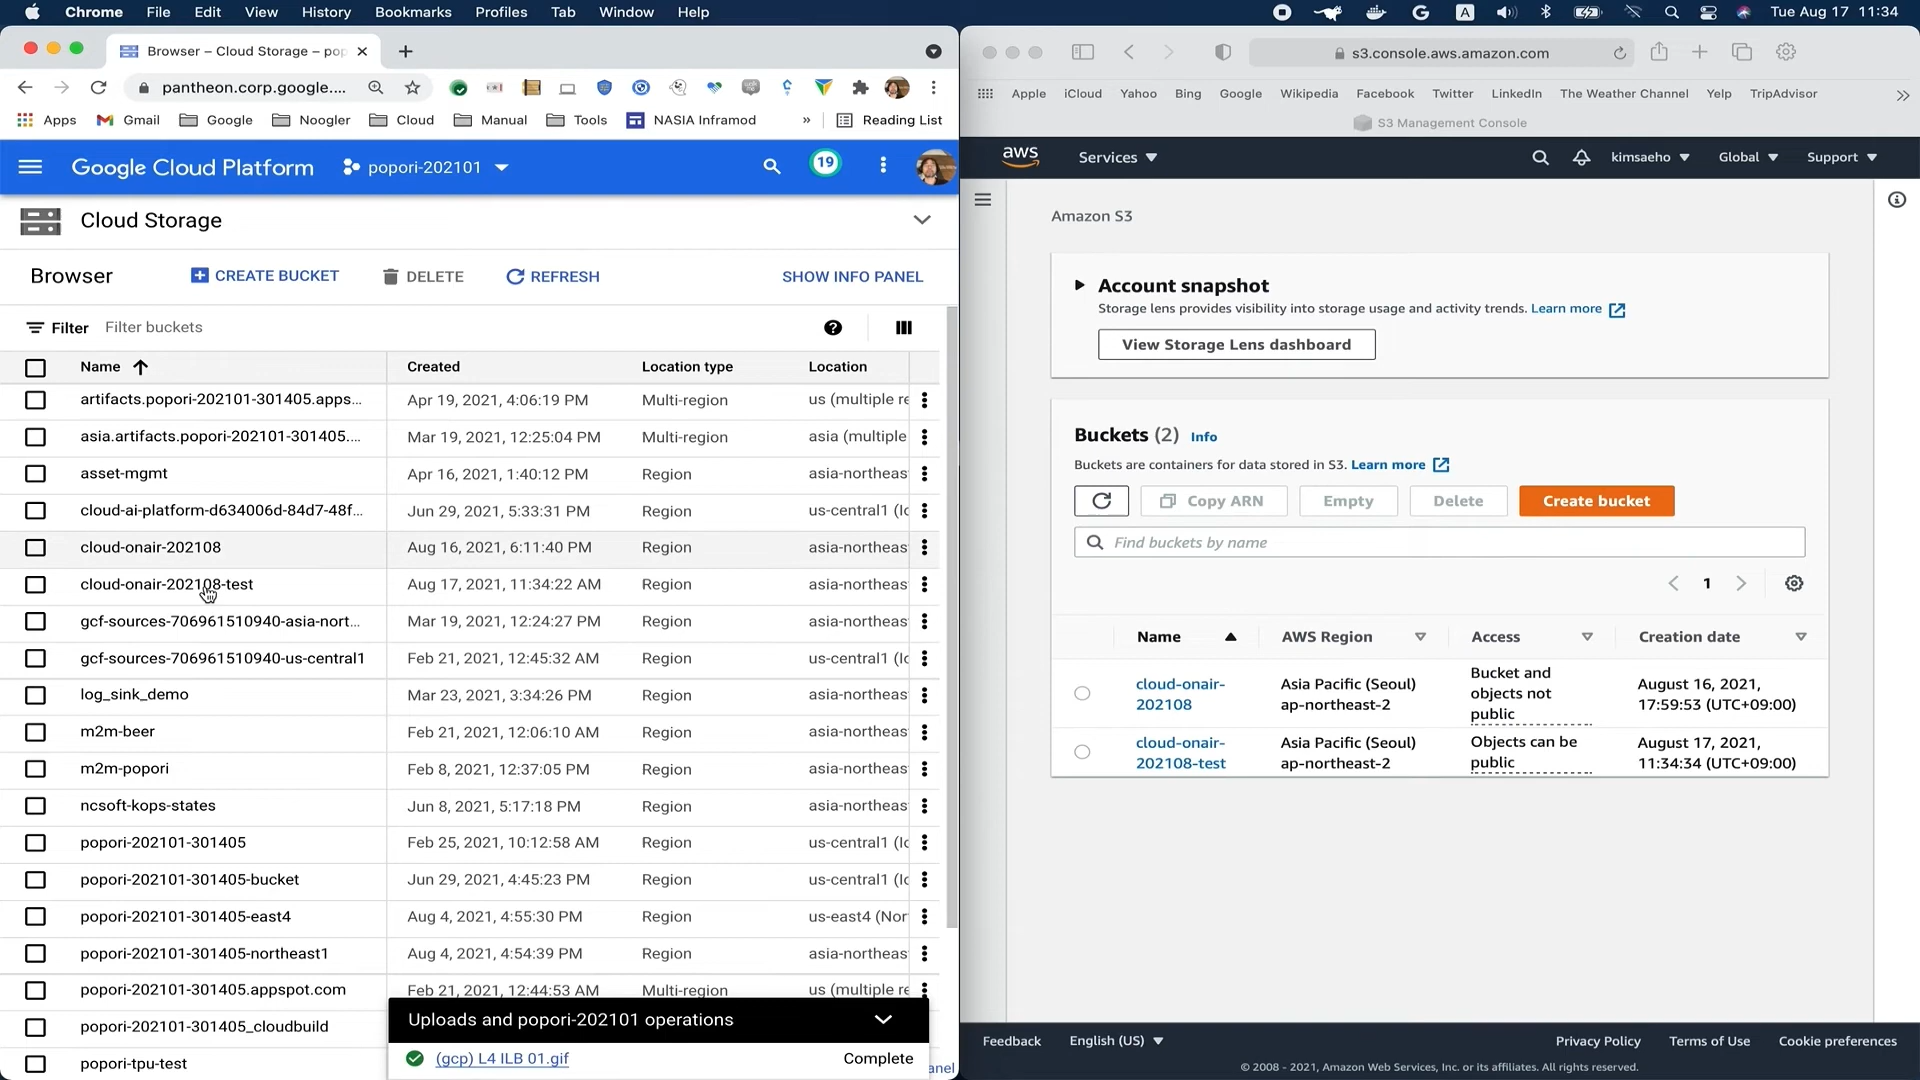 Chrome File Edit View History Bookmarks Profiles Tab Window Help
A Tue Aug 17 11:34
Browser – Cloud Storage – pop
pantheon.corp.google....
Apps Gmail Google Noogler Cloud Manual Tools NASIA Inframod » Reading List
Google Cloud Platform popori-202101 19
Cloud Storage
Browser CREATE BUCKET DELETE REFRESH SHOW INFO PANEL
Filter Filter buckets
Name Created Location type Location
artifacts.popori-202101-301405.apps... Apr 19, 2021, 4:06:19 PM Multi-region us (multiple re
asia.artifacts.popori-202101-301405.... Mar 19, 2021, 12:25:04 PM Multi-region asia (multiple
asset-mgmt Apr 16, 2021, 1:40:12 PM Region asia-northeas
cloud-ai-platform-d634006d-84d7-48f... Jun 29, 2021, 5:33:31 PM Region us-central1 (Ic
cloud-onair-202108 Aug 16, 2021, 6:11:40 PM Region asia-northeas
cloud-onair-202108-test Aug 17, 2021, 11:34:22 AM Region asia-northeas
gcf-sources-706961510940-asia-nort... Mar 19, 2021, 12:24:27 PM Region asia-northeas
gcf-sources-706961510940-us-central1 Feb 21, 2021, 12:45:32 AM Region us-central1 (Ic
log_sink_demo Mar 23, 2021, 3:34:26 PM Region asia-northeas
m2m-beer Feb 21, 2021, 12:06:10 AM Region asia-northeas
m2m-popori Feb 8, 2021, 12:37:05 PM Region asia-northeas
ncsoft-kops-states Jun 8, 2021, 5:17:18 PM Region asia-northeas
popori-202101-301405 Feb 25, 2021, 10:12:58 AM Region us-central1 (Ic
popori-202101-301405-bucket Jun 29, 2021, 4:45:23 PM Region us-central1 (Ic
popori-202101-301405-east4 Aug 4, 2021, 4:55:30 PM Region us-east4 (Nor
popori-202101-301405-northeast1 Aug 4, 2021, 4:54:39 PM Region asia-northeas
popori-202101-301405.appspot.com Feb 21, 2021, 12:44:53 AM Multi-region us (multiple re
popori-202101-301405_cloudbuild
popori-tpu-test
Uploads and popori-202101 operations
(gcp) L4 ILB 01.gif Complete
anel
s3.console.aws.amazon.com
Apple iCloud Yahoo Bing Google Wikipedia Facebook Twitter LinkedIn The Weather Channel Yelp TripAdvisor
S3 Management Console
aws Services kimsaeho Global Support
Amazon S3
Account snapshot
Storage lens provides visibility into storage usage and activity trends. Learn more
View Storage Lens dashboard
Buckets (2) Info
Buckets are containers for data stored in S3. Learn more
Copy ARN Empty Delete Create bucket
Find buckets by name
1
Name AWS Region Access Creation date
cloud-onair-
202108
Asia Pacific (Seoul)
ap-northeast-2
Bucket and
objects not
public
August 16, 2021,
17:59:53 (UTC+09:00)
cloud-onair-
202108-test
Asia Pacific (Seoul)
ap-northeast-2
Objects can be
public
August 17, 2021,
11:34:34 (UTC+09:00)
Feedback English (US) Privacy Policy Terms of Use Cookie preferences
© 2008 - 2021, Amazon Web Services, Inc. or its affiliates. All rights reserved.